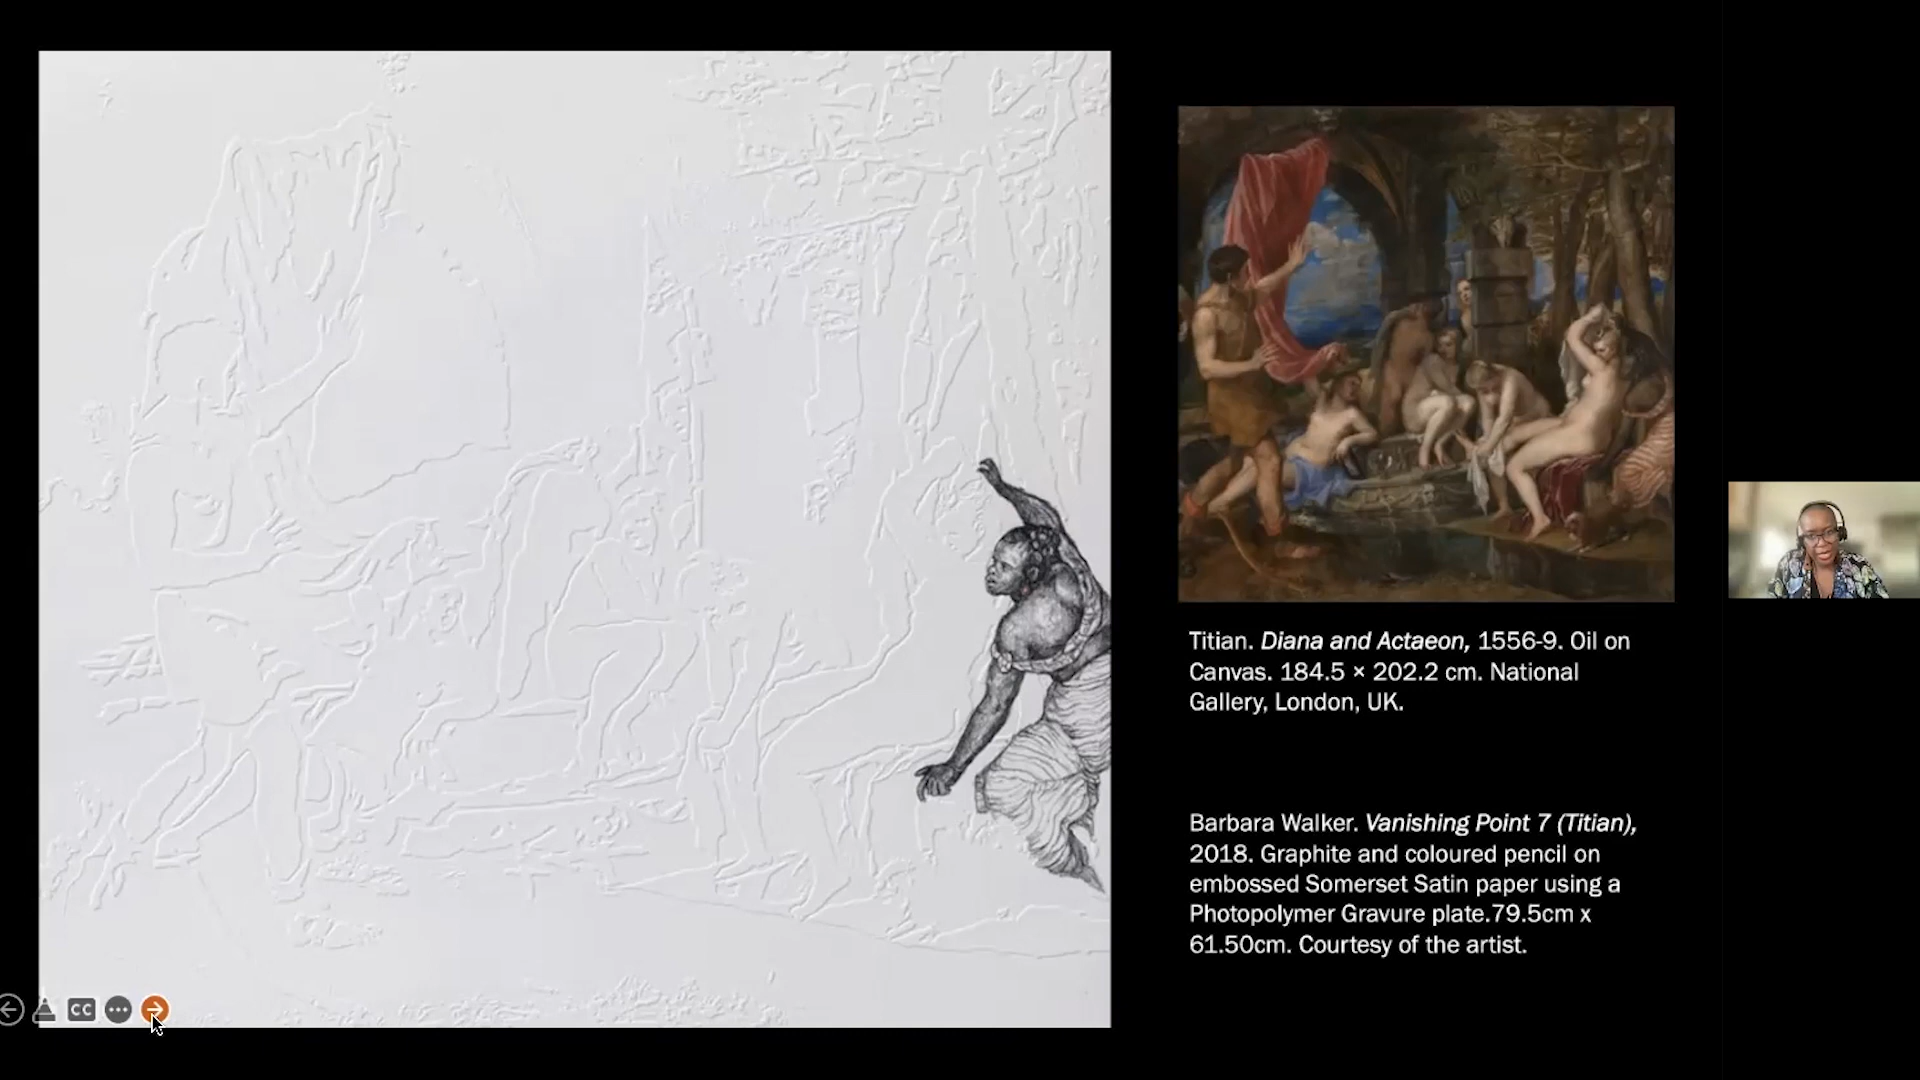 Titian. Diana and Actaeon, 1556-9. Oil on
Canvas. 184.5 × 202.2 cm. National
Gallery, London, UK.
Barbara Walker. Vanishing Point 7 (Titian),
2018. Graphite and coloured pencil on
embossed Somerset Satin paper using a
Photopolymer Gravure plate.79.5cm x
61.50cm. Courtesy of the artist.
CC